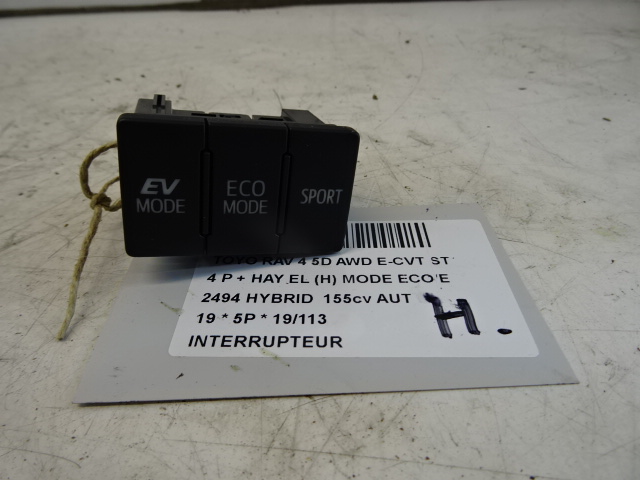 EV MODE
ECO MODE
SPORT
TOYO RAV 4 5D AWD E-CVT ST
4 P + HAY EL (H) MODE ECO/E
2494 HYBRID 155cv AUT
19 * 5P * 19/113
INTERRUPTEUR
H.